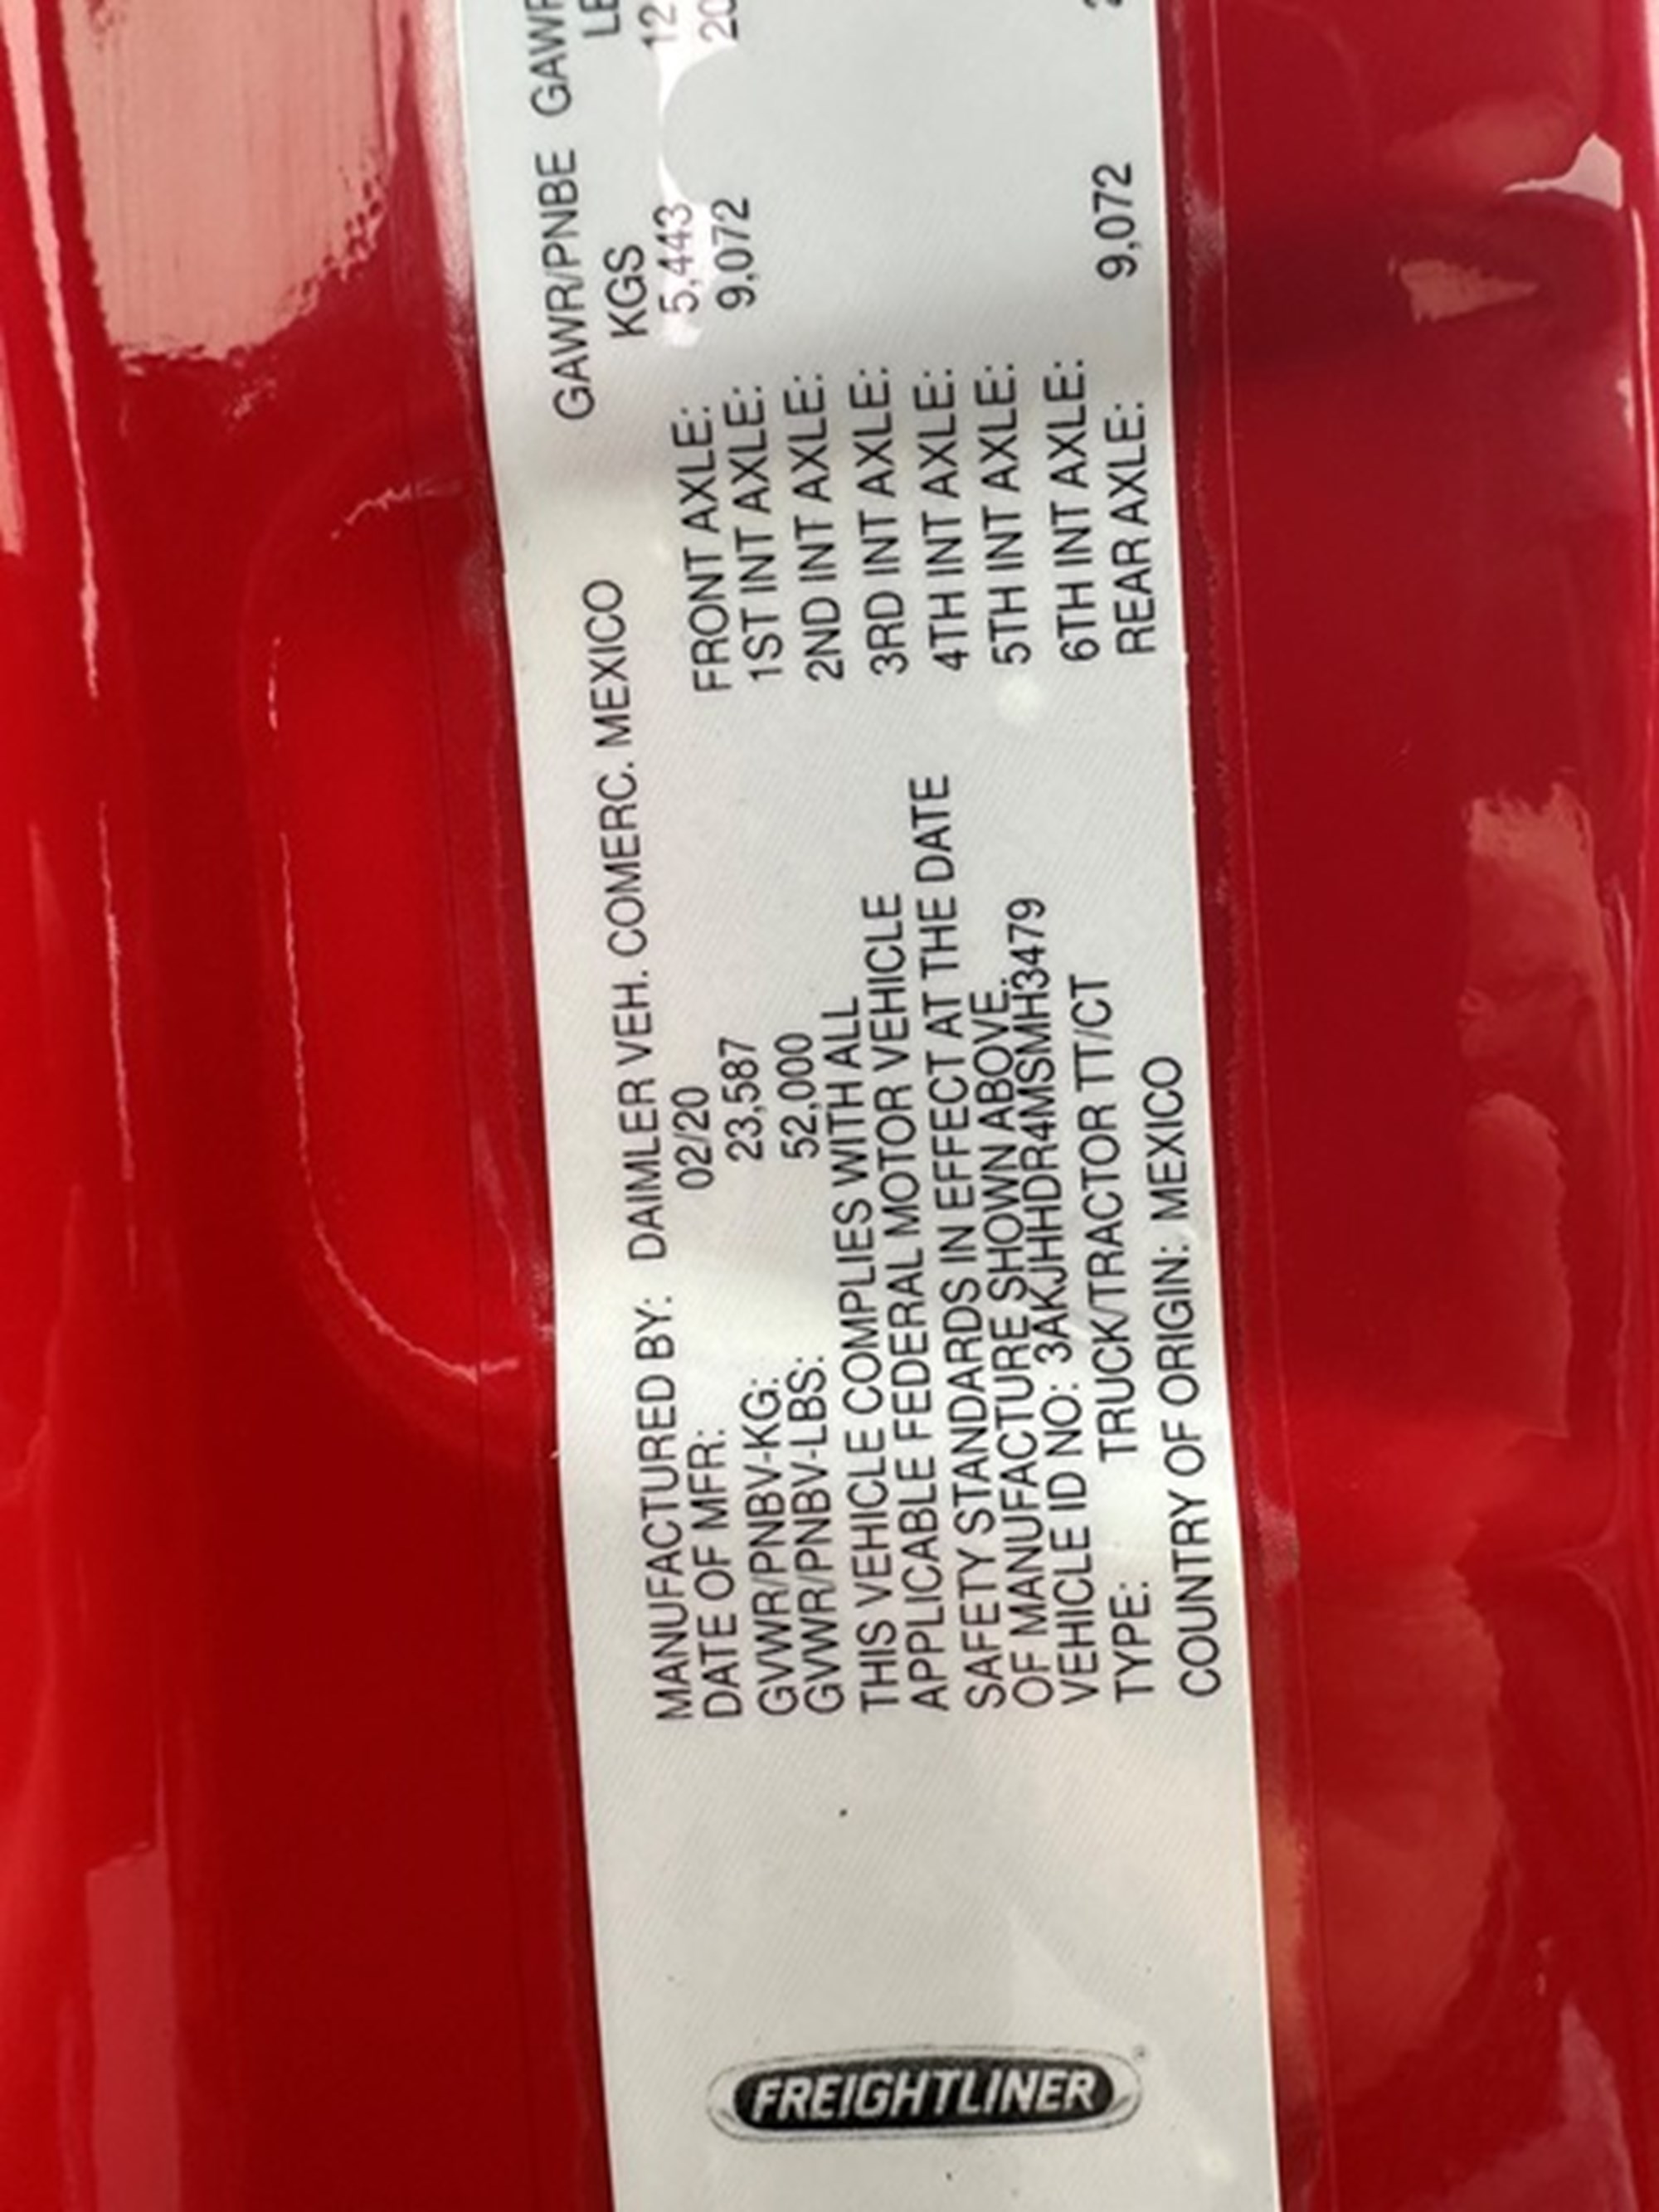 FREIGHTLINER
MANUFACTURED BY: DAIMLER VEH. COMERC. MEXICO
DATE OF MFR: 02/20
GVWR/PNBV-KG: 23,587
GVWR/PNBV-LBS: 52,000
THIS VEHICLE COMPLIES WITH ALL
APPLICABLE FEDERAL MOTOR VEHICLE
SAFETY STANDARDS IN EFFECT AT THE DATE
OF MANUFACTURE SHOWN ABOVE.
VEHICLE ID NO: 3AKJHHDR4MSMH3479
TYPE: TRUCK/TRACTOR TT/CT
COUNTRY OF ORIGIN: MEXICO
GAWR/PNBE
KGS
FRONT AXLE: 5,443
1ST INT AXLE: 9,072
2ND INT AXLE:
3RD INT AXLE:
4TH INT AXLE:
5TH INT AXLE:
6TH INT AXLE:
REAR AXLE: 9,072